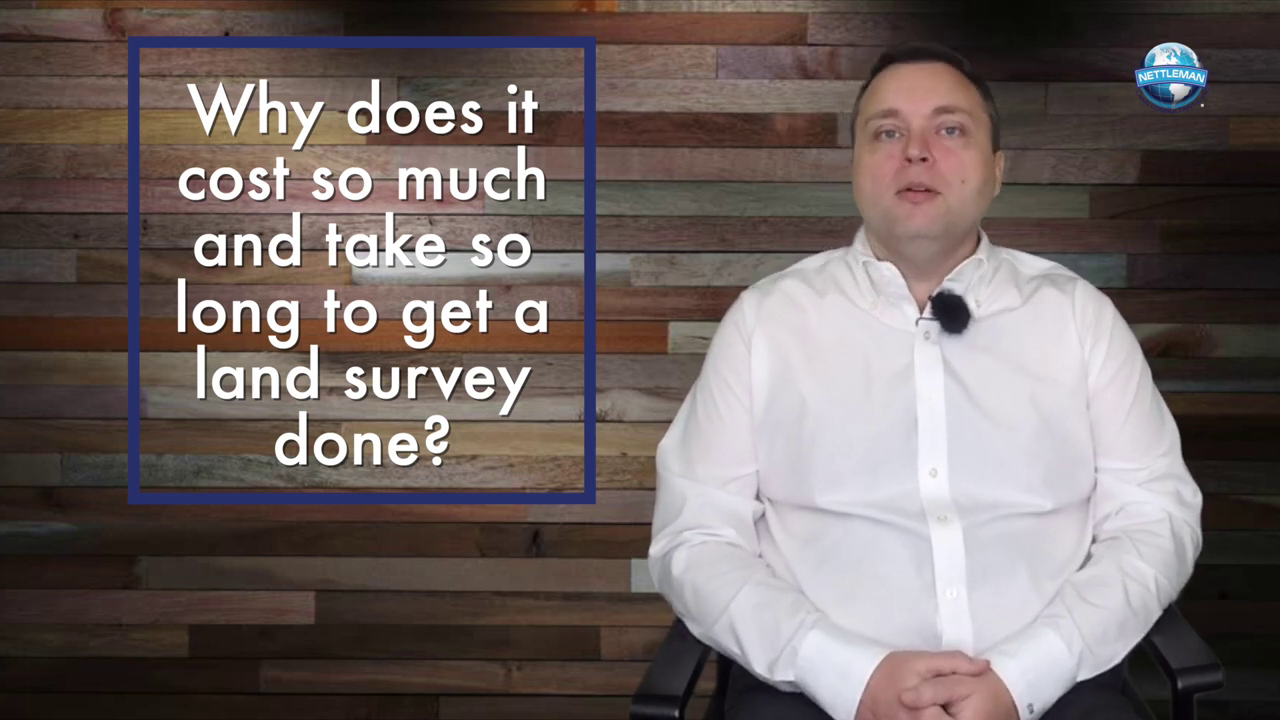 Why does it
cost so much
and take so
long to get a
land survey
done?
NETTLEMAN